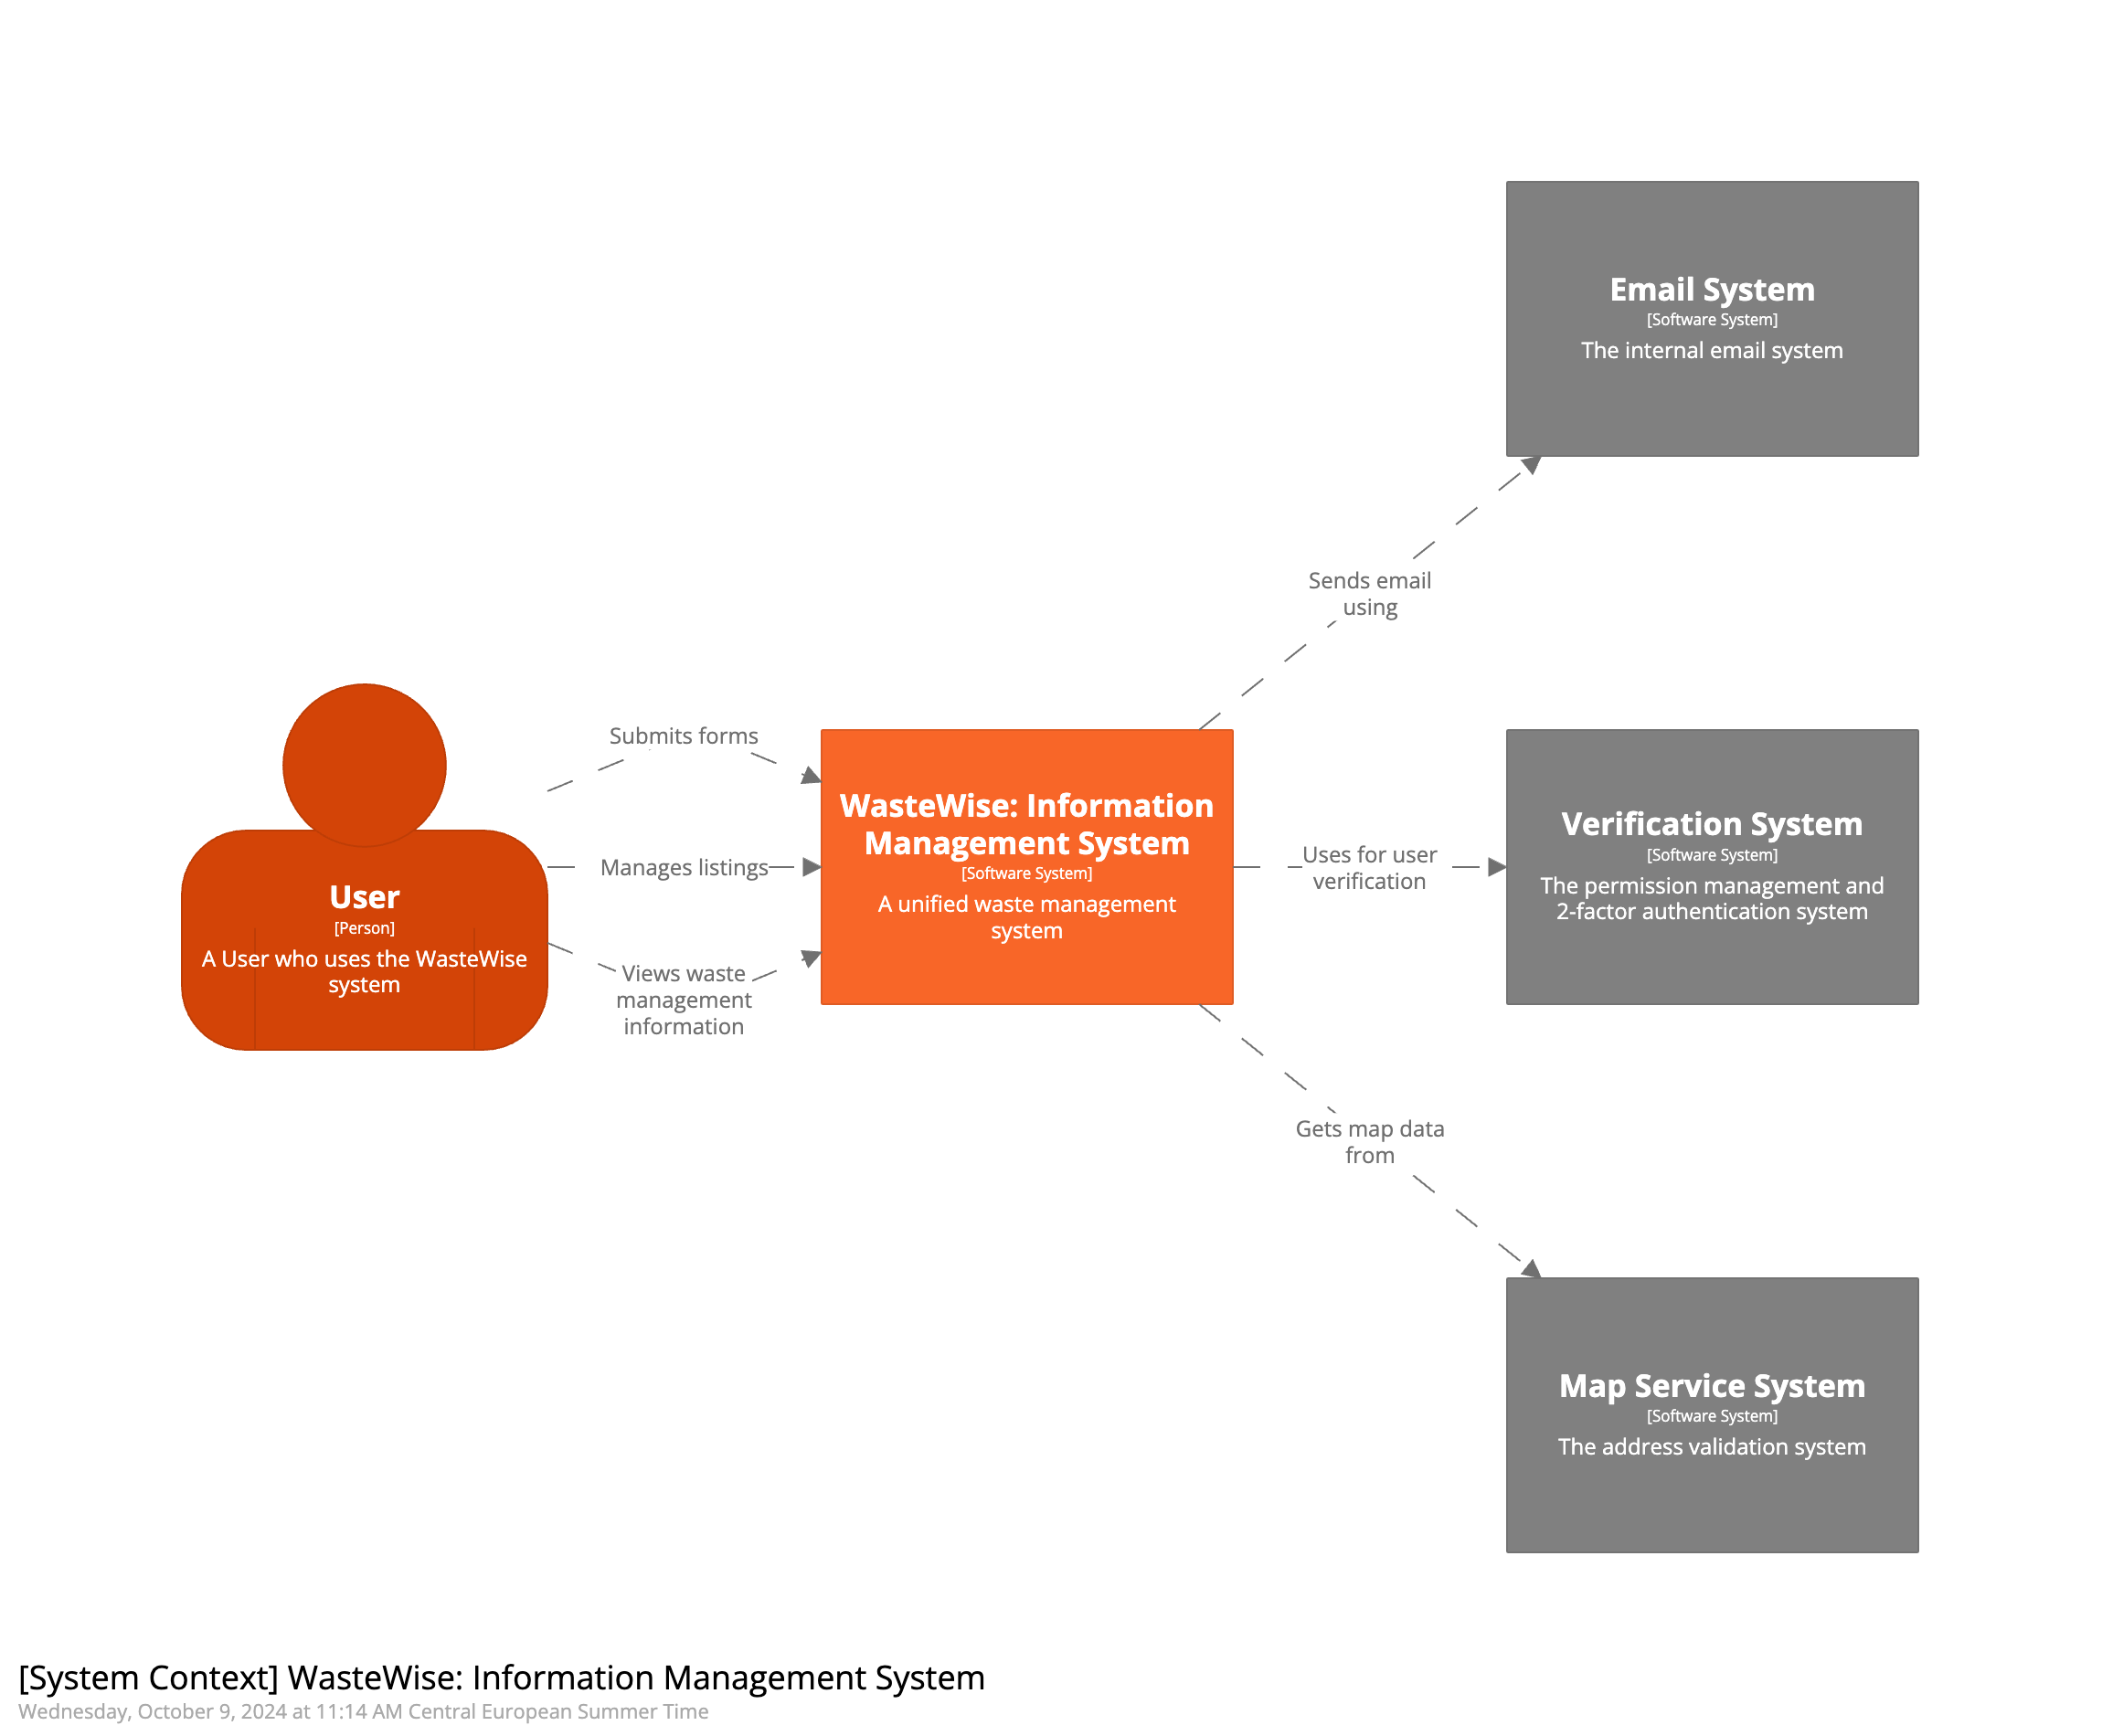 Email System
[Software System]
The internal email system
Sends email
using
Submits forms
Manages listings
Views waste
management
information
User
[Person]
A User who uses the WasteWise
system
WasteWise: Information
Management System
[Software System]
A unified waste management
system
Uses for user
verification
Verification System
[Software System]
The permission management and
2-factor authentication system
Gets map data
from
Map Service System
[Software System]
The address validation system
[System Context] WasteWise: Information Management System
Wednesday, October 9, 2024 at 11:14 AM Central European Summer Time